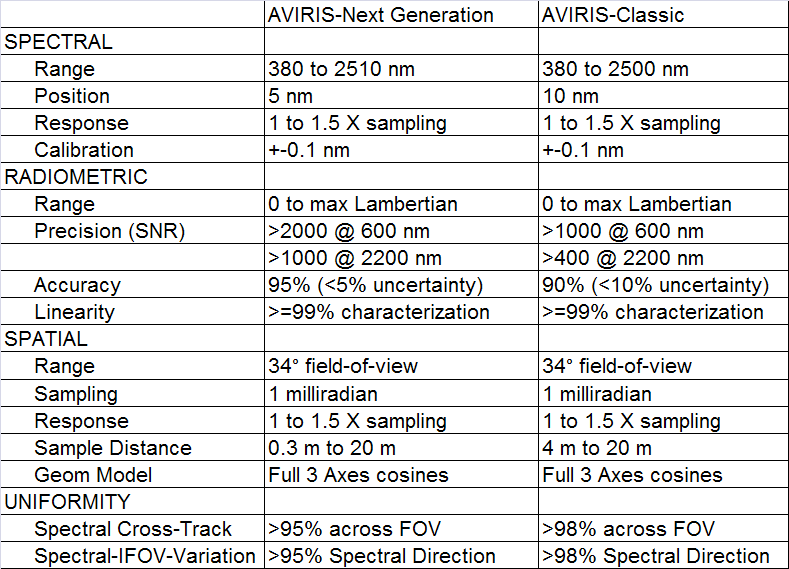 AVIRIS-Next Generation AVIRIS-Classic
SPECTRAL
Range 380 to 2510 nm 380 to 2500 nm
Position 5 nm 10 nm
Response 1 to 1.5 X sampling 1 to 1.5 X sampling
Calibration +-0.1 nm +-0.1 nm
RADIOMETRIC
Range 0 to max Lambertian 0 to max Lambertian
Precision (SNR) >2000 @ 600 nm >1000 @ 600 nm
>1000 @ 2200 nm >400 @ 2200 nm
Accuracy 95% (<5% uncertainty) 90% (<10% uncertainty)
Linearity >=99% characterization >=99% characterization
SPATIAL
Range 34° field-of-view 34° field-of-view
Sampling 1 milliradian 1 milliradian
Response 1 to 1.5 X sampling 1 to 1.5 X sampling
Sample Distance 0.3 m to 20 m 4 m to 20 m
Geom Model Full 3 Axes cosines Full 3 Axes cosines
UNIFORMITY
Spectral Cross-Track >95% across FOV >98% across FOV
Spectral-IFOV-Variation >95% Spectral Direction >98% Spectral Direction